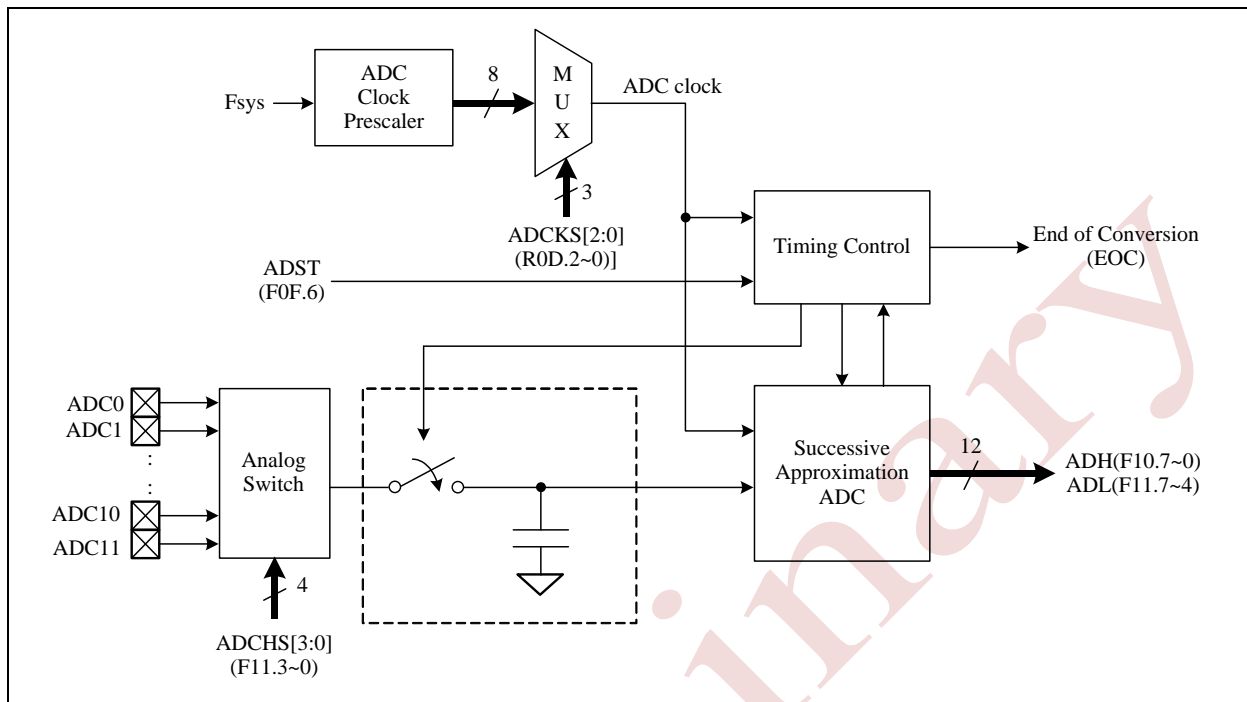 Fsys
ADC
Clock
Prescaler
8
M
U
X
ADC clock
3
ADCKS[2:0]
(R0D.2~0)]
ADST
(F0F.6)
Timing Control
End of Conversion
(EOC)
ADC0
ADC1
:
:
ADC10
ADC11
Analog
Switch
4
ADCHS[3:0]
(F11.3~0)
Successive
Approximation
ADC
12
ADH(F10.7~0)
ADL(F11.7~4)
inary